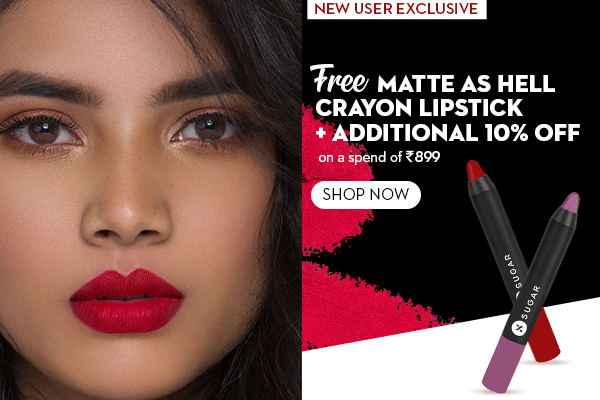 NEW USER EXCLUSIVE
Free MATTE AS HELL
CRAYON LIPSTICK
+ ADDITIONAL 10% OFF
on a spend of ₹899
SHOP NOW
SUGAR
SUGAR